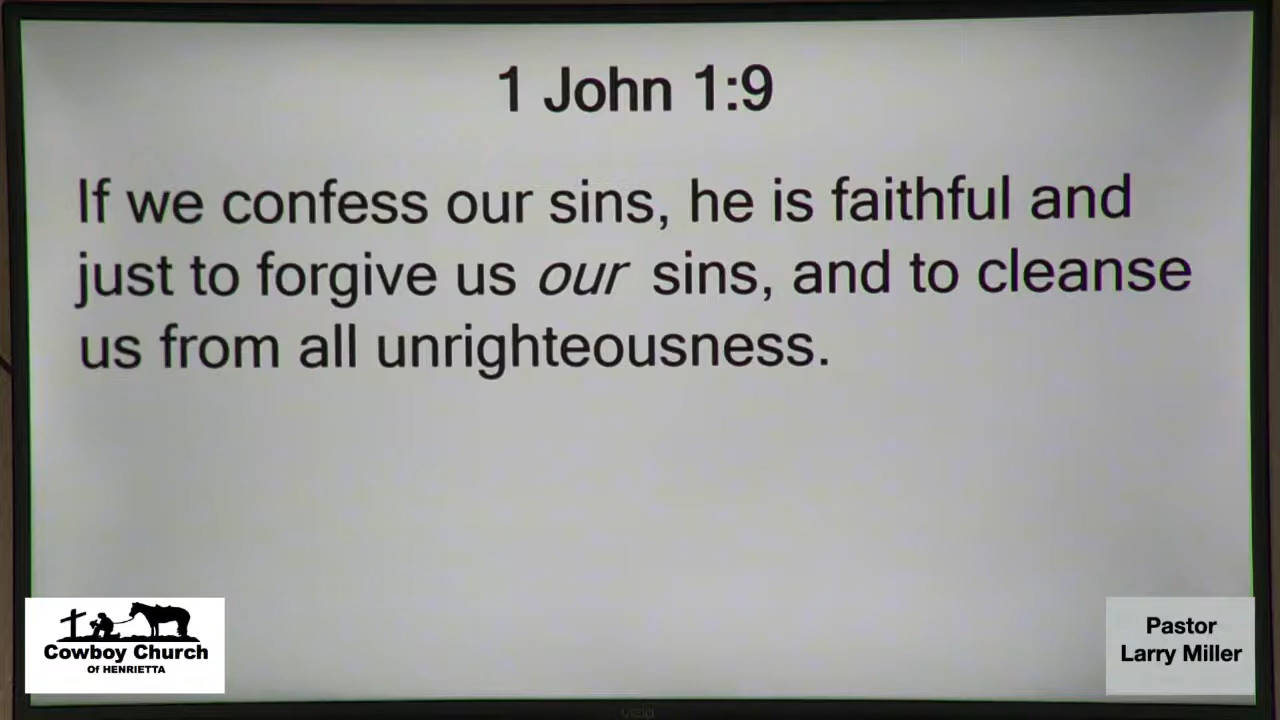 1 John 1:9
If we confess our sins, he is faithful and
just to forgive us our sins, and to cleanse
us from all unrighteousness.
Cowboy Church
OF HENRIETTA
Pastor
Larry Miller
VIZIO